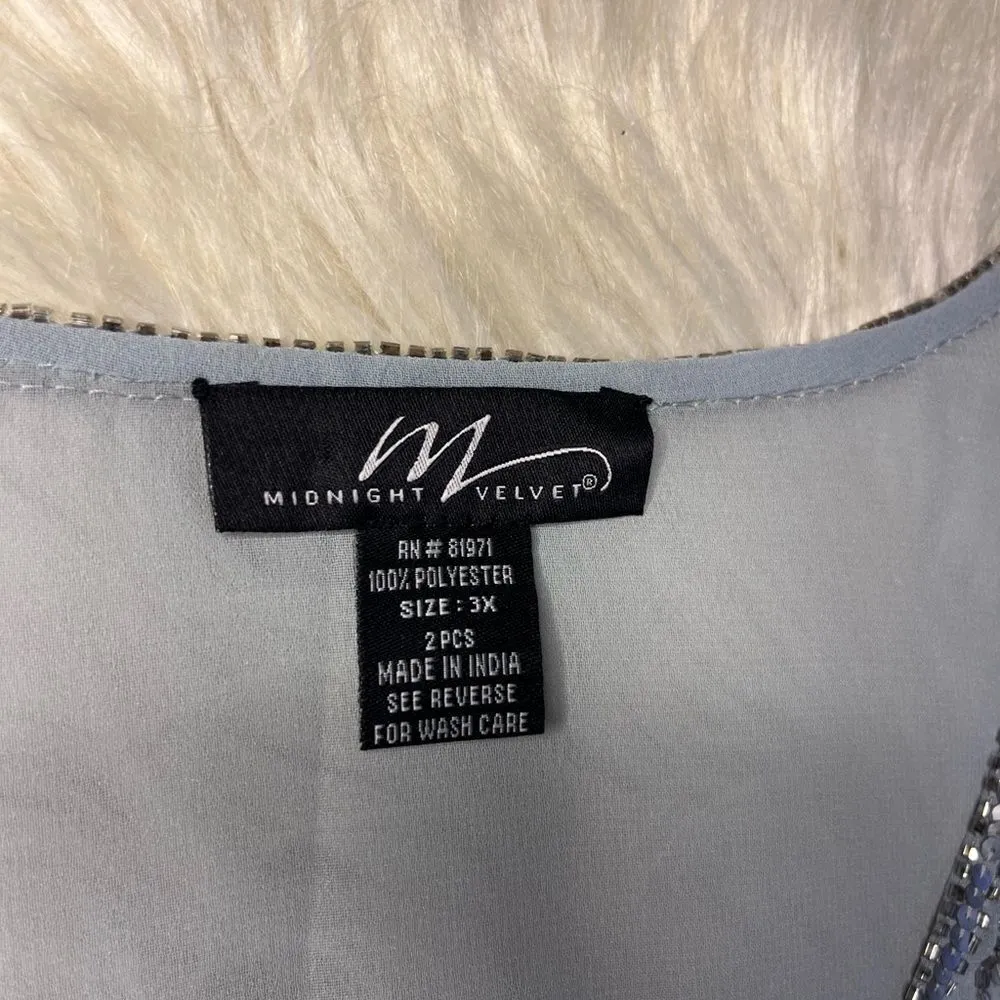 M
MIDNIGHT VELVET®
RN # 81971
100% POLYESTER
SIZE : 3X
2 PCS
MADE IN INDIA
SEE REVERSE
FOR WASH CARE